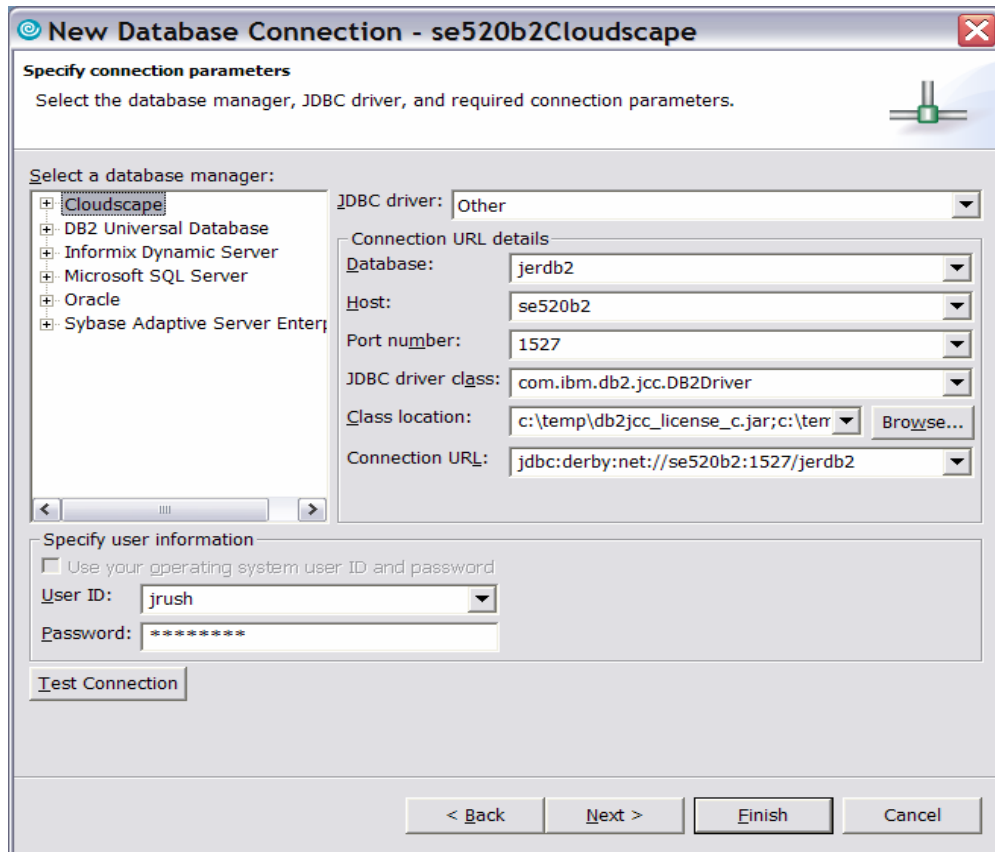 New Database Connection - se520b2Cloudscape
Specify connection parameters
Select the database manager, JDBC driver, and required connection parameters.
Select a database manager:
Cloudscape
DB2 Universal Database
Informix Dynamic Server
Microsoft SQL Server
Oracle
Sybase Adaptive Server Enterp
JDBC driver: Other
Connection URL details
Database: jerdb2
Host: se520b2
Port number: 1527
JDBC driver class: com.ibm.db2.jcc.DB2Driver
Class location: c:\temp\db2jcc_license_c.jar;c:\tem Browse...
Connection URL: jdbc:derby:net://se520b2:1527/jerdb2
Specify user information
Use your operating system user ID and password
User ID: jrush
Password: ********
Test Connection
< Back Next > Finish Cancel